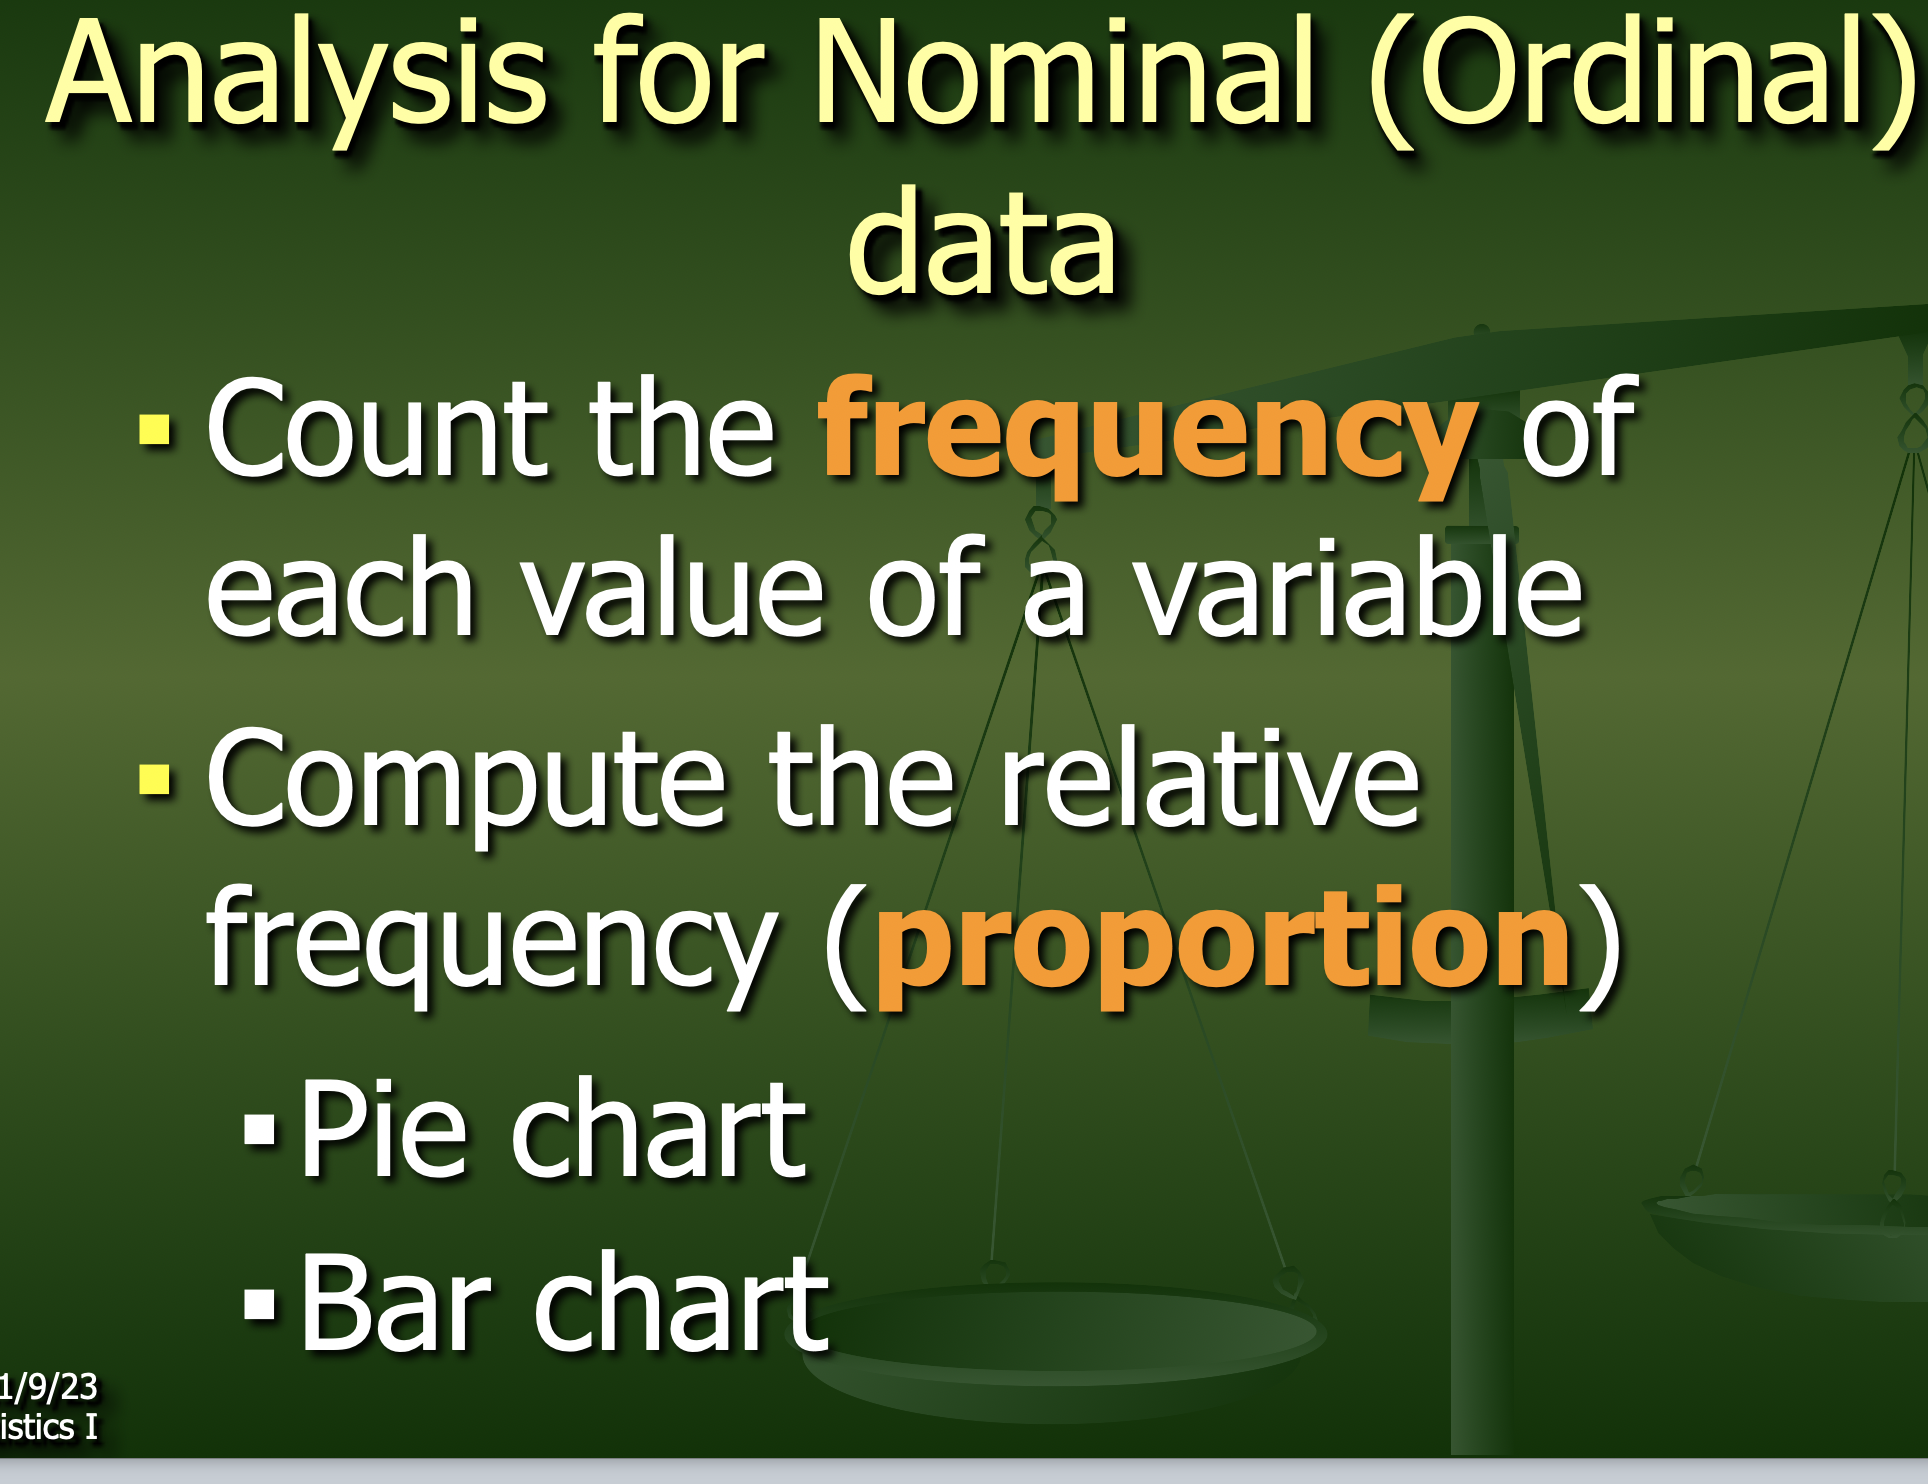 Analysis for Nominal (Ordinal)
data
▪ Count the frequency of
each value of a variable
▪ Compute the relative
frequency (proportion)
▪ Pie chart
▪ Bar chart
1/9/23
istics I